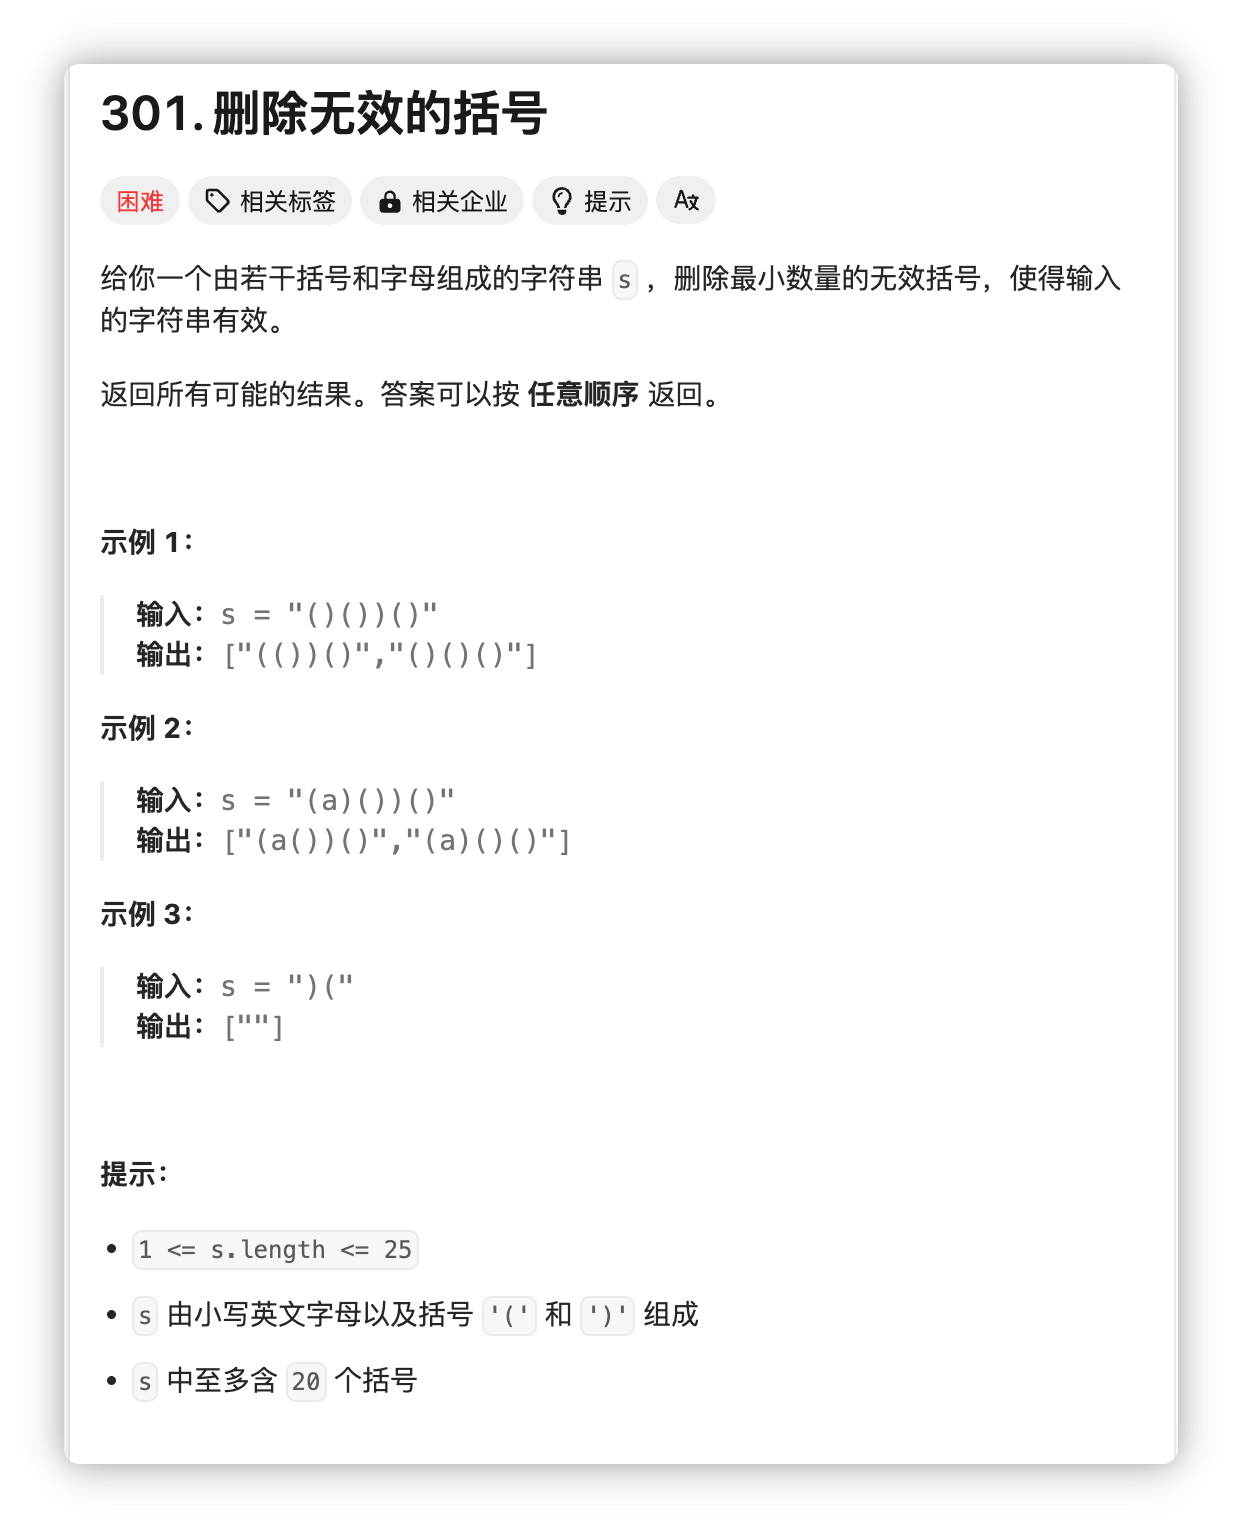 301. 删除无效的括号
困难 相关标签 相关企业 提示 A文
给你一个由若干括号和字母组成的字符串 s ，删除最小数量的无效括号，使得输入
的字符串有效。
返回所有可能的结果。答案可以按 任意顺序 返回。
示例 1：
输入：s = "()())()"
输出：["(())()","()()()"]
示例 2：
输入：s = "(a)())()"
输出：["(a())()","(a)()()"]
示例 3：
输入：s = ")("
输出：[""]
提示：
1 <= s.length <= 25
s 由小写英文字母以及括号 '(' 和 ')' 组成
s 中至多含 20 个括号